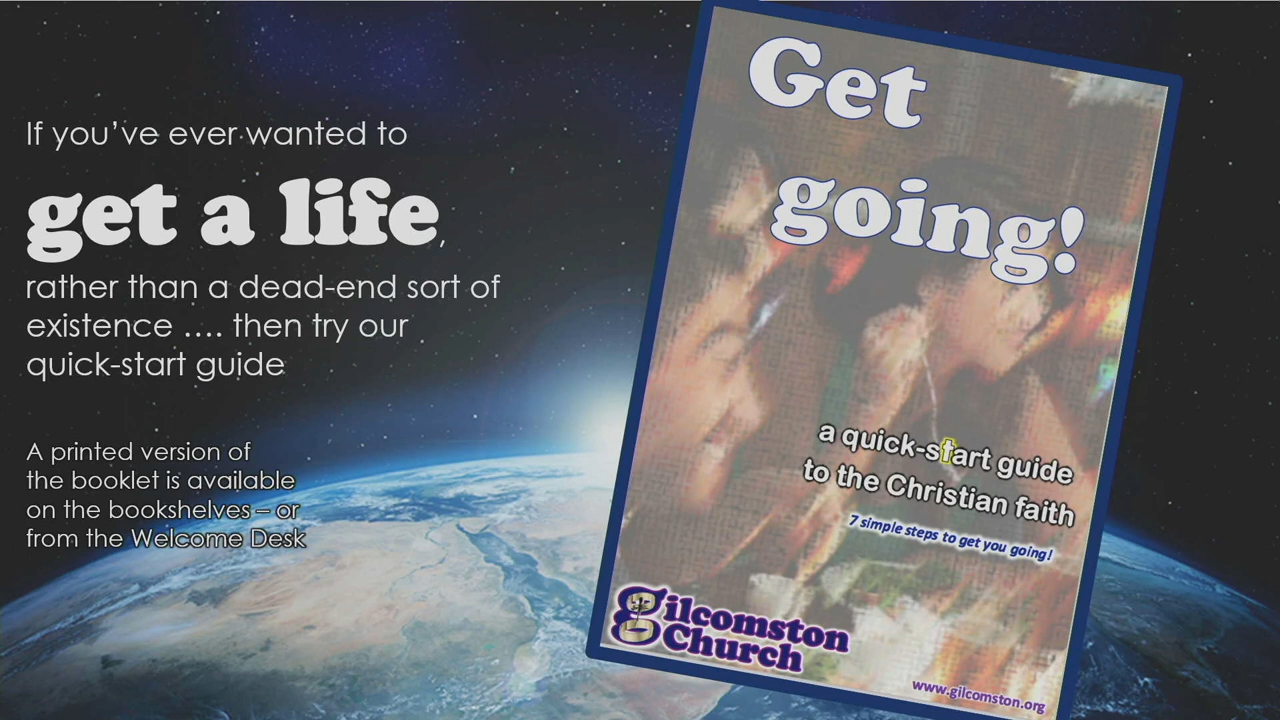 If you've ever wanted to
get a life,
rather than a dead-end sort of
existence .... then try our
quick-start guide
A printed version of
the booklet is available
on the bookshelves – or
from the Welcome Desk
Get
going!
a quick-start guide
to the Christian faith
7 simple steps to get you going!
gilcomston
Church
www.gilcomston.org